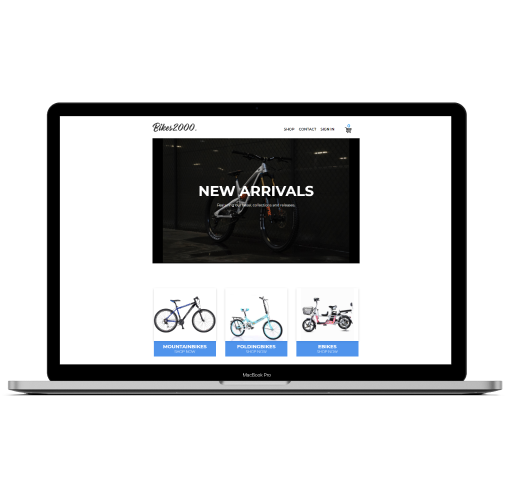 Bikes2000.
SHOP CONTACT SIGN IN
NEW ARRIVALS
Featuring our latest collections and releases.
MOUNTAINBIKES
SHOP NOW
FOLDINGBIKES
SHOP NOW
EBIKES
SHOP NOW
MacBook Pro